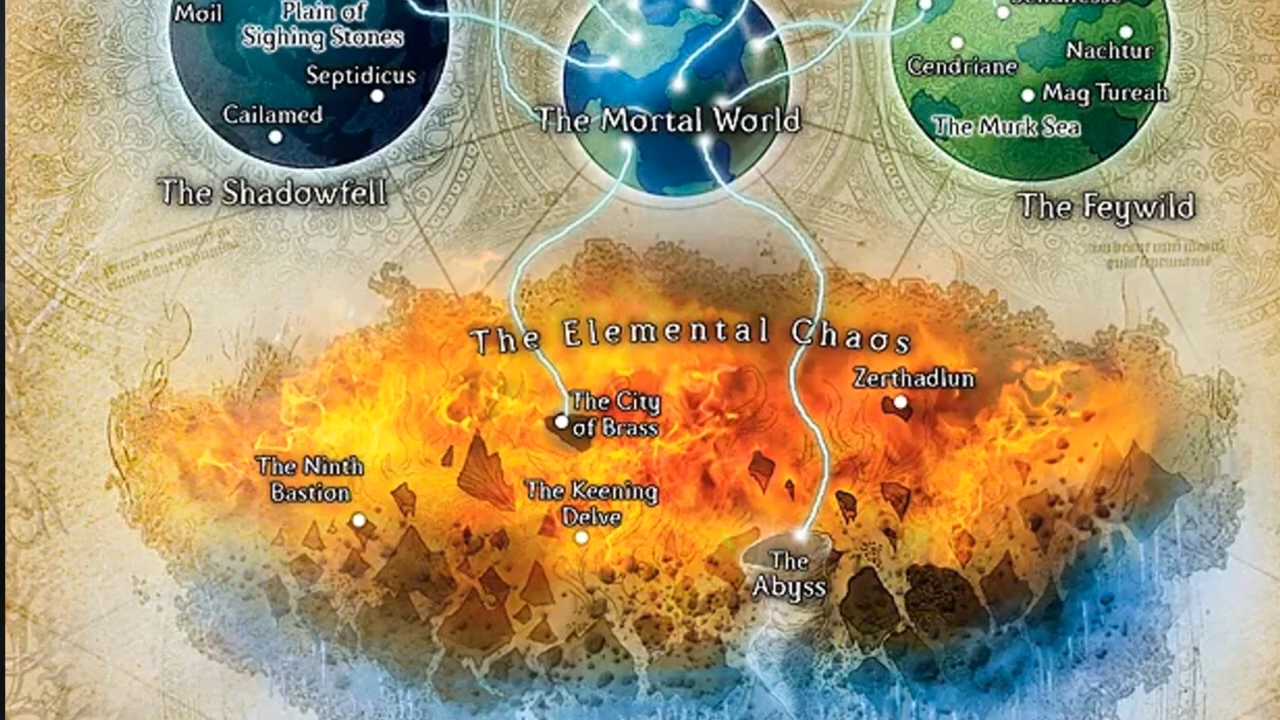 Moil
Plain of
Sighing Stones
Septidicus
Cailamed
The Shadowfell
The Mortal World
Nachtur
Cendriane
Mag Tureah
The Murk Sea
The Feywild
The Elemental Chaos
Zerthadlun
The City
of Brass
The Ninth
Bastion
The Keening
Delve
The
Abyss